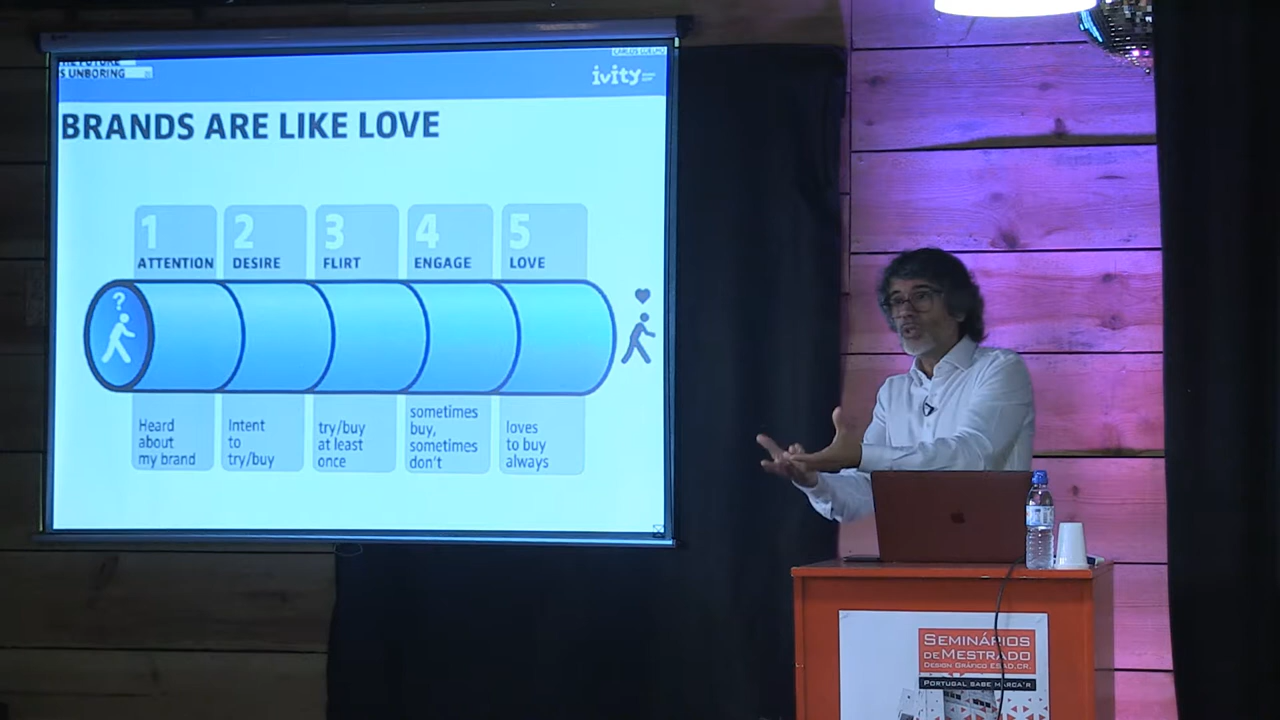 THE FUTURE
IS UNBORING
CARLOS COELHO
ivity
BRANDS ARE LIKE LOVE
1
ATTENTION
2
DESIRE
3
FLIRT
4
ENGAGE
5
LOVE
?
Heard
about
my brand
Intent
to
try/buy
try/buy
at least
once
sometimes
buy,
sometimes
don't
loves
to buy
always
SEMINÁRIOS
DE MESTRADO
DESIGN GRÁFICO ESAD.CR.
PORTUGAL SABE MARCA'R